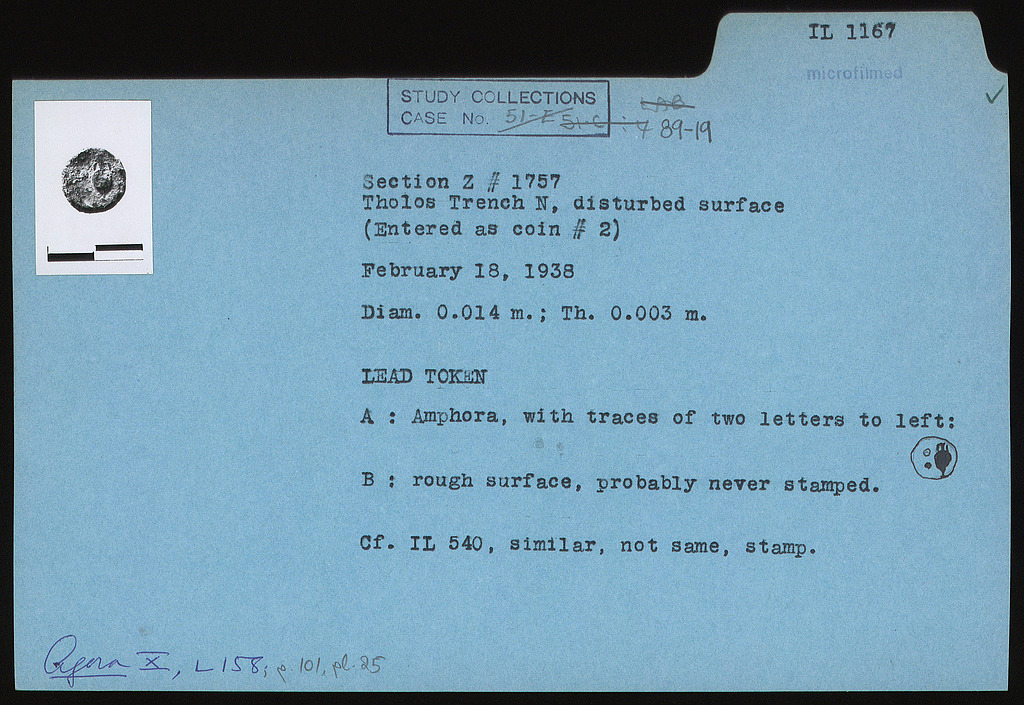 IL 1167
microfilmed
STUDY COLLECTIONS
CASE No. 51-E 51-C : 7 89-19
Section Z # 1757
Tholos Trench N, disturbed surface
(Entered as coin # 2)
February 18, 1938
Diam. 0.014 m.; Th. 0.003 m.
LEAD TOKEN
A : Amphora, with traces of two letters to left:
B : rough surface, probably never stamped.
Cf. IL 540, similar, not same, stamp.
Agora X, L 158; p. 101, pl. 25